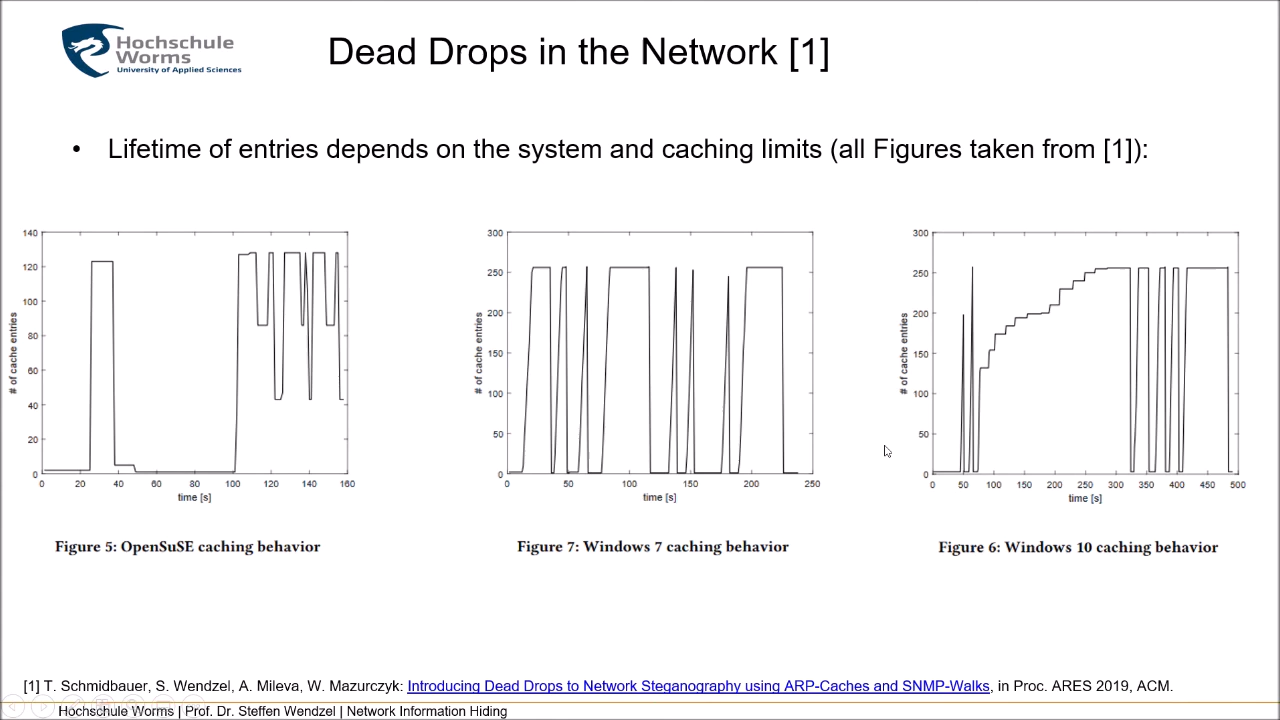 Hochschule
Worms
University of Applied Sciences
Dead Drops in the Network [1]
• Lifetime of entries depends on the system and caching limits (all Figures taken from [1]):
140
120
100
80
60
40
20
0
# of cache entries
0 20 40 60 80 100 120 140 160
time [s]
Figure 5: OpenSuSE caching behavior
300
250
200
150
100
50
0
# of cache entries
0 50 100 150 200 250
time [s]
Figure 7: Windows 7 caching behavior
300
250
200
150
100
50
0
# of cache entries
0 50 100 150 200 250 300 350 400 450 500
time [s]
Figure 6: Windows 10 caching behavior
[1] T. Schmidbauer, S. Wendzel, A. Mileva, W. Mazurczyk: Introducing Dead Drops to Network Steganography using ARP-Caches and SNMP-Walks, in Proc. ARES 2019, ACM.
Hochschule Worms | Prof. Dr. Steffen Wendzel | Network Information Hiding